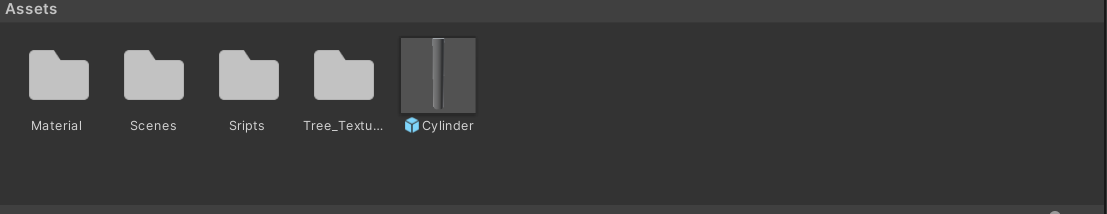 Assets
Material
Scenes
Sripts
Tree_Textu...
Cylinder